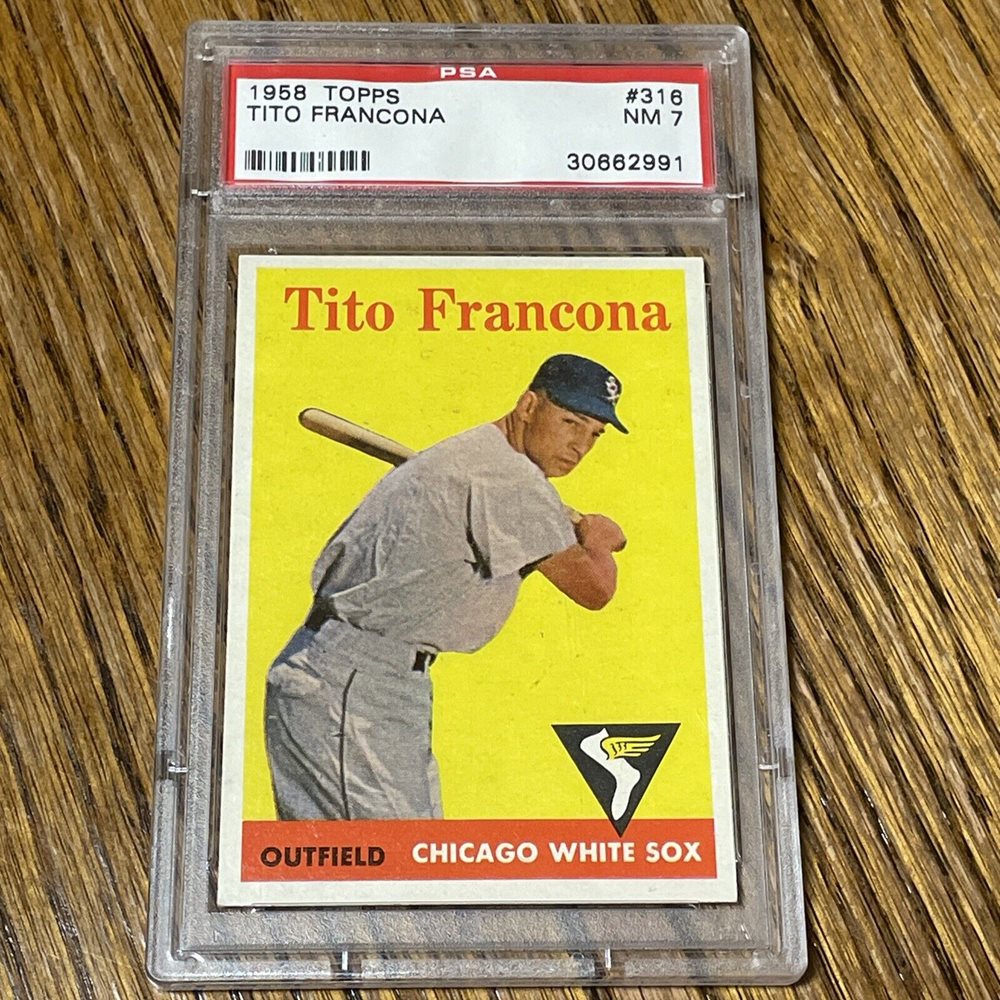 PSA
1958 TOPPS #316
TITO FRANCONA NM 7
30662991
Tito Francona
OUTFIELD CHICAGO WHITE SOX